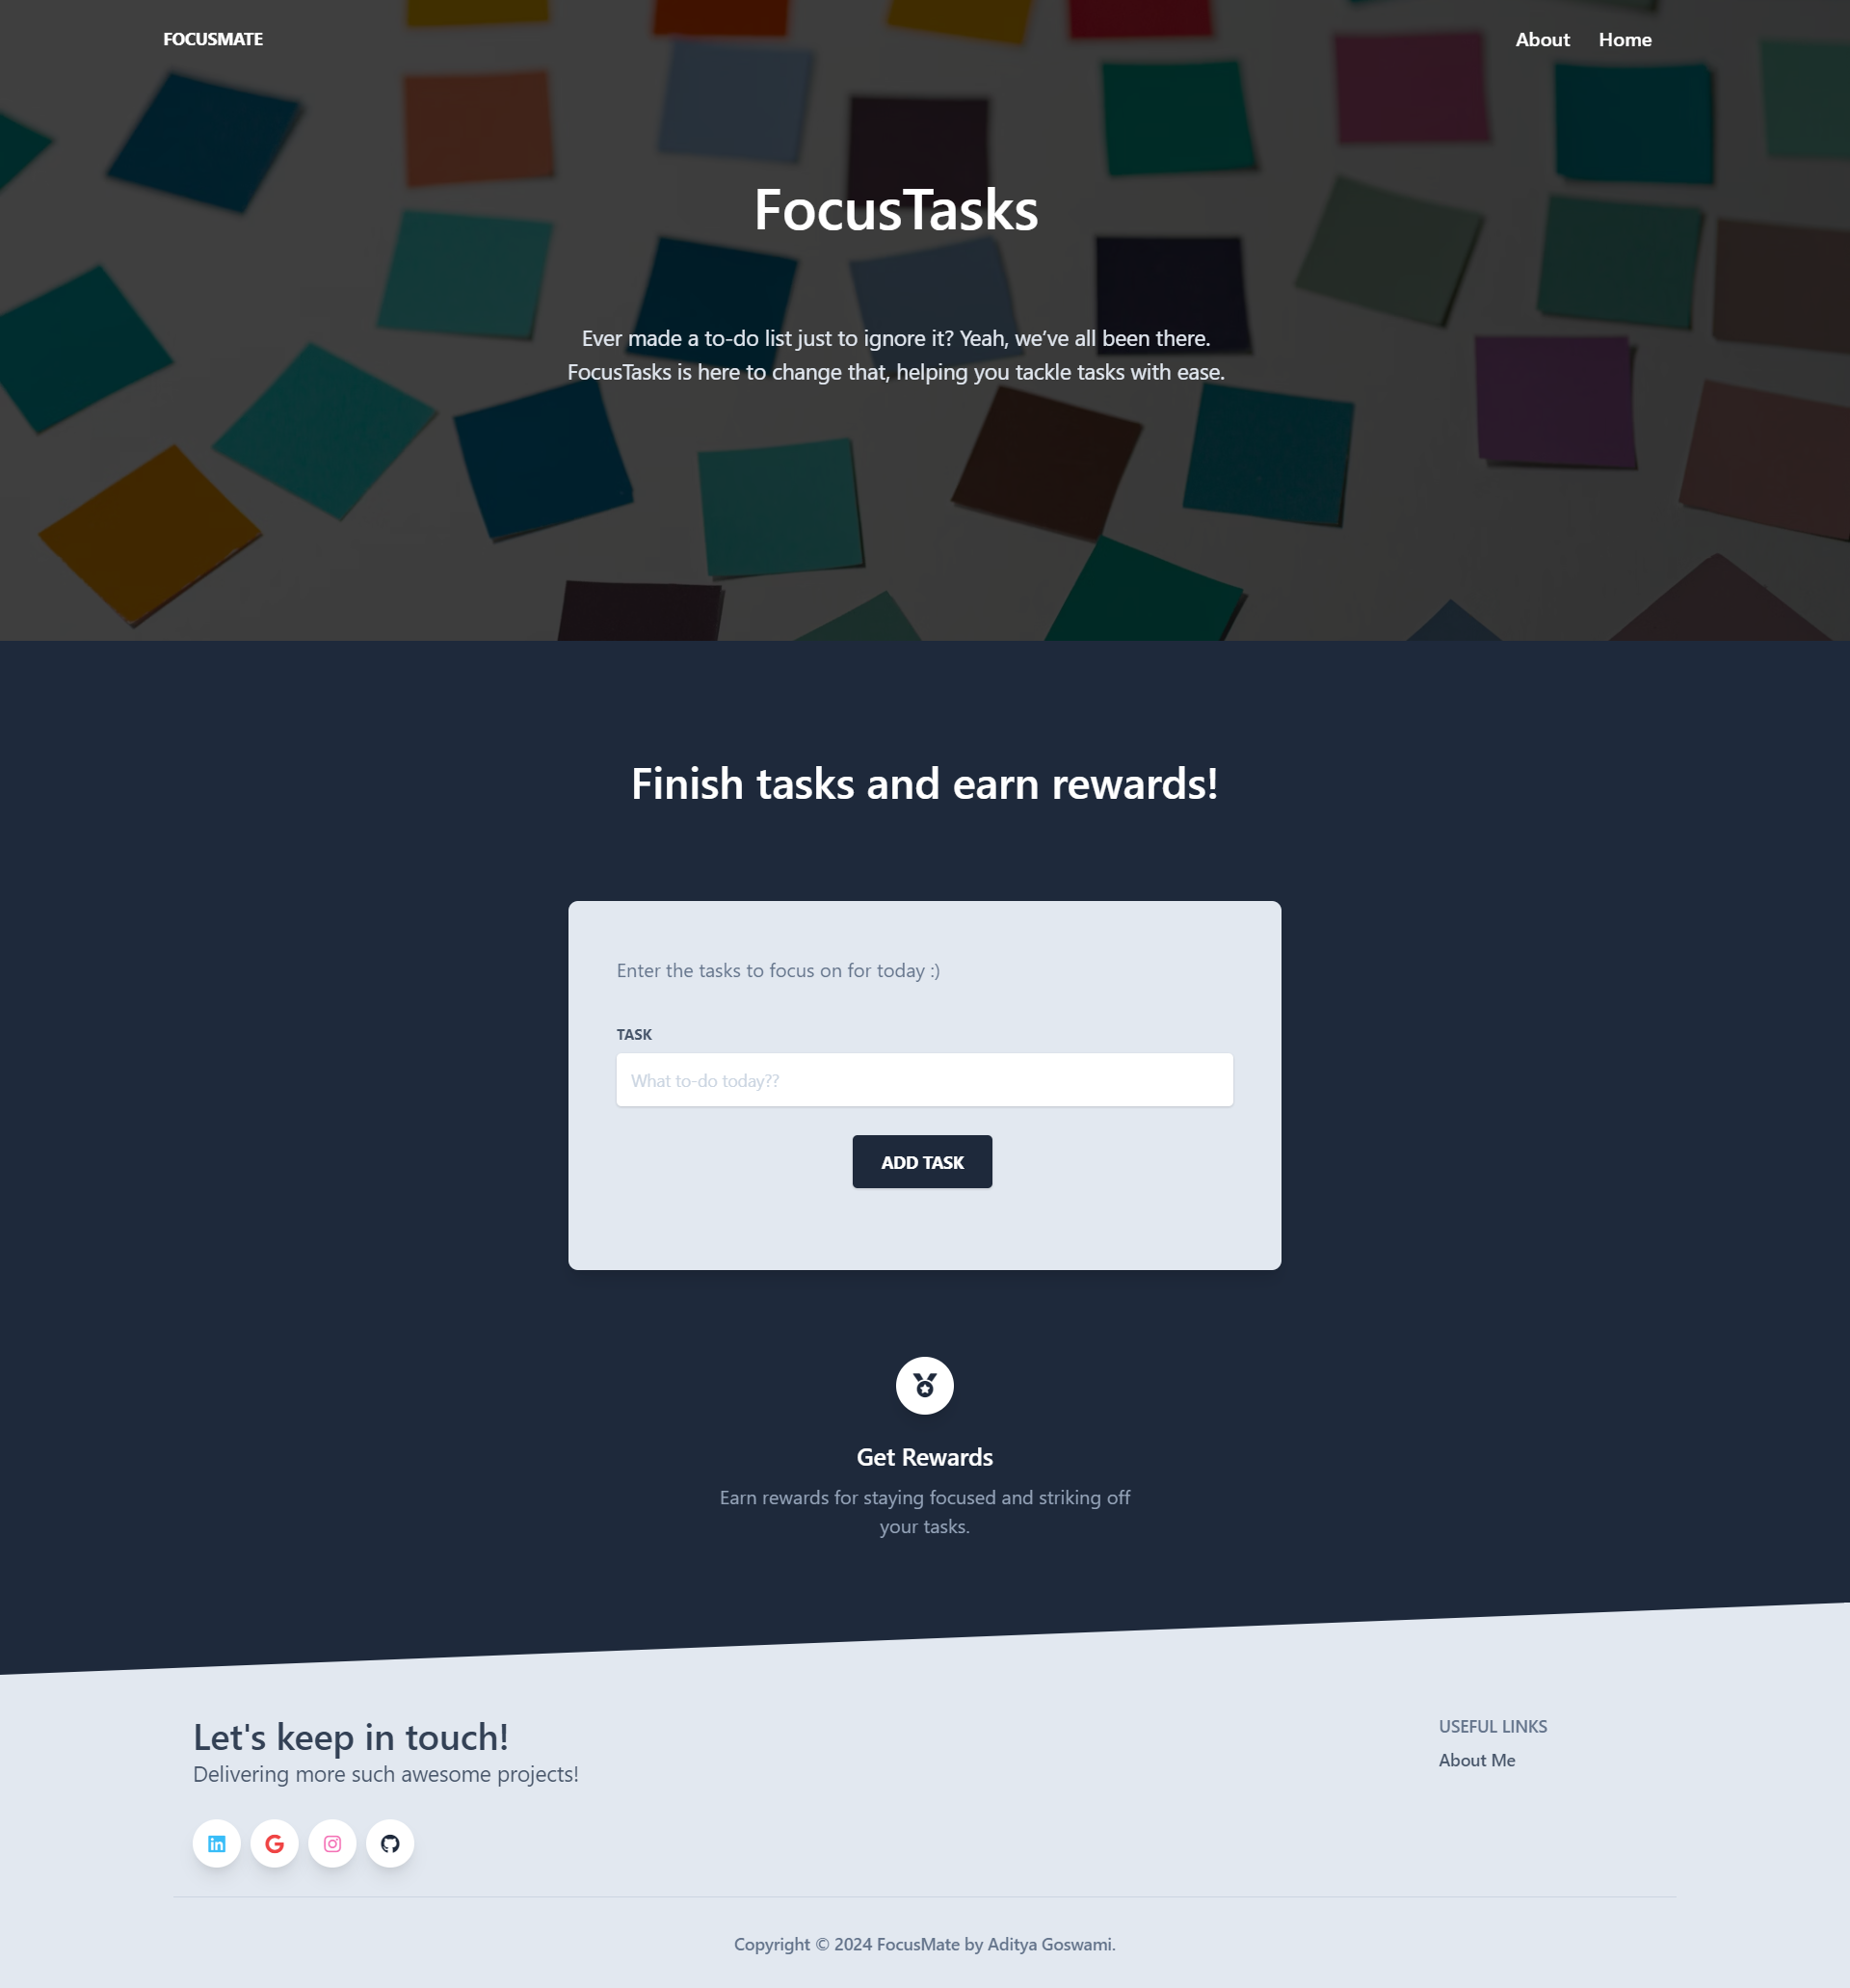 FOCUSMATE
About
Home
FocusTasks
Ever made a to-do list just to ignore it? Yeah, we’ve all been there.
FocusTasks is here to change that, helping you tackle tasks with ease.
Finish tasks and earn rewards!
Enter the tasks to focus on for today :)
TASK
What to-do today??
ADD TASK
Get Rewards
Earn rewards for staying focused and striking off
your tasks.
Let's keep in touch!
Delivering more such awesome projects!
USEFUL LINKS
About Me
Copyright © 2024 FocusMate by Aditya Goswami.